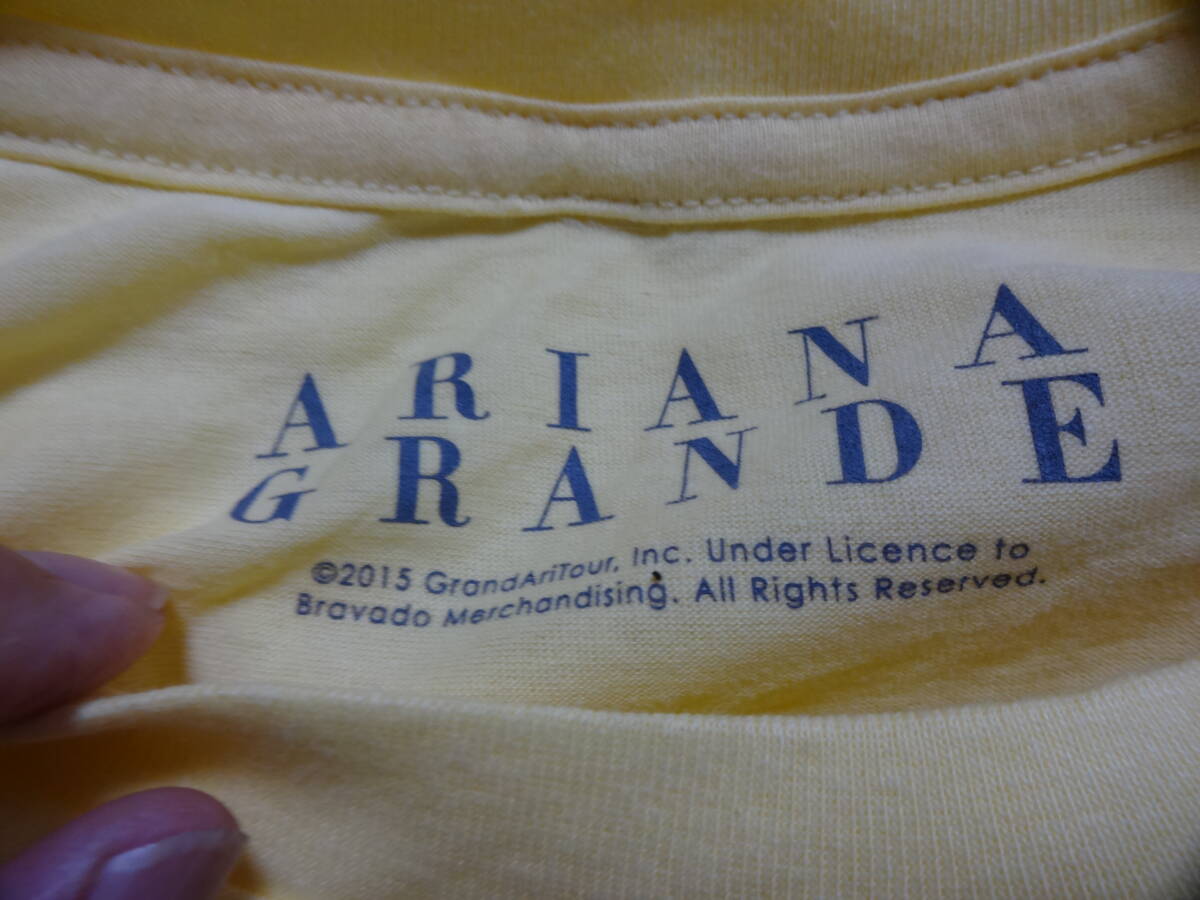 ARIANA
GRANDE
©2015 GrandAriTour, Inc. Under Licence to
Bravado Merchandising. All Rights Reserved.